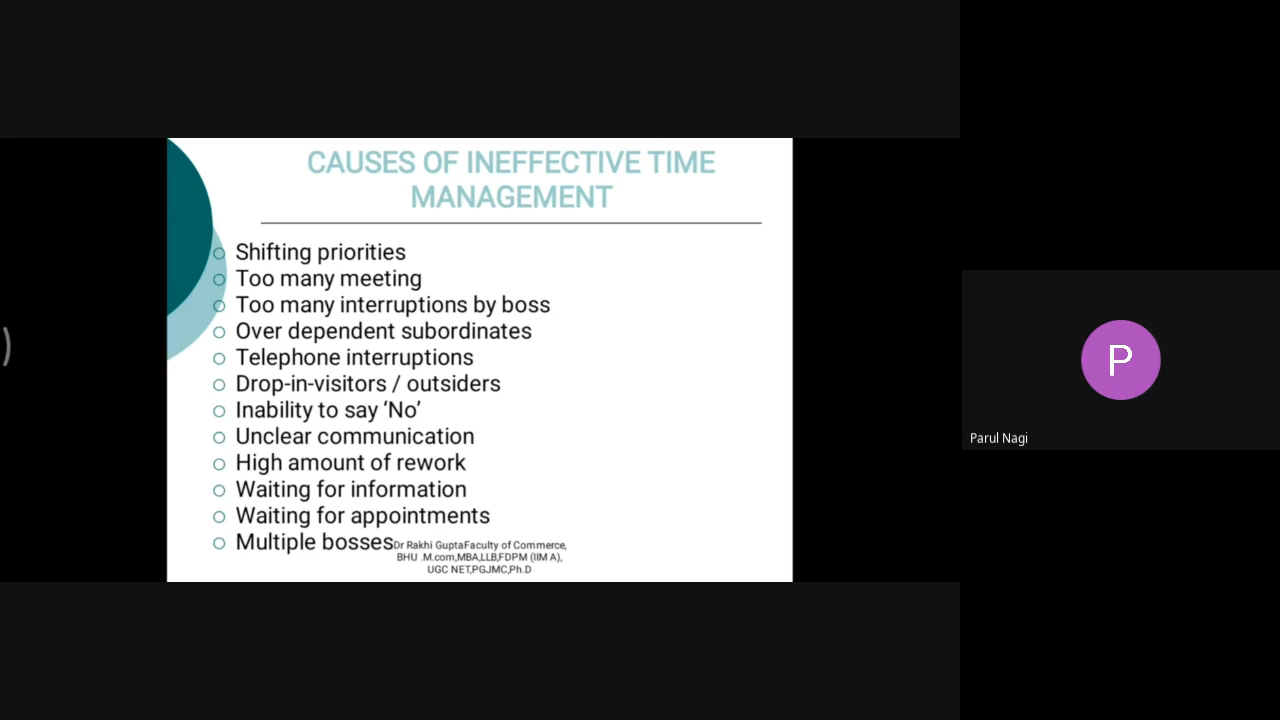 CAUSES OF INEFFECTIVE TIME
MANAGEMENT
Shifting priorities
Too many meeting
Too many interruptions by boss
Over dependent subordinates
Telephone interruptions
Drop-in-visitors / outsiders
Inability to say ‘No’
Unclear communication
High amount of rework
Waiting for information
Waiting for appointments
Multiple bosses
Dr Rakhi GuptaFaculty of Commerce,
BHU .M.com,MBA,LLB,FDPM (IIM A),
UGC NET,PGJMC,Ph.D
P
Parul Nagi